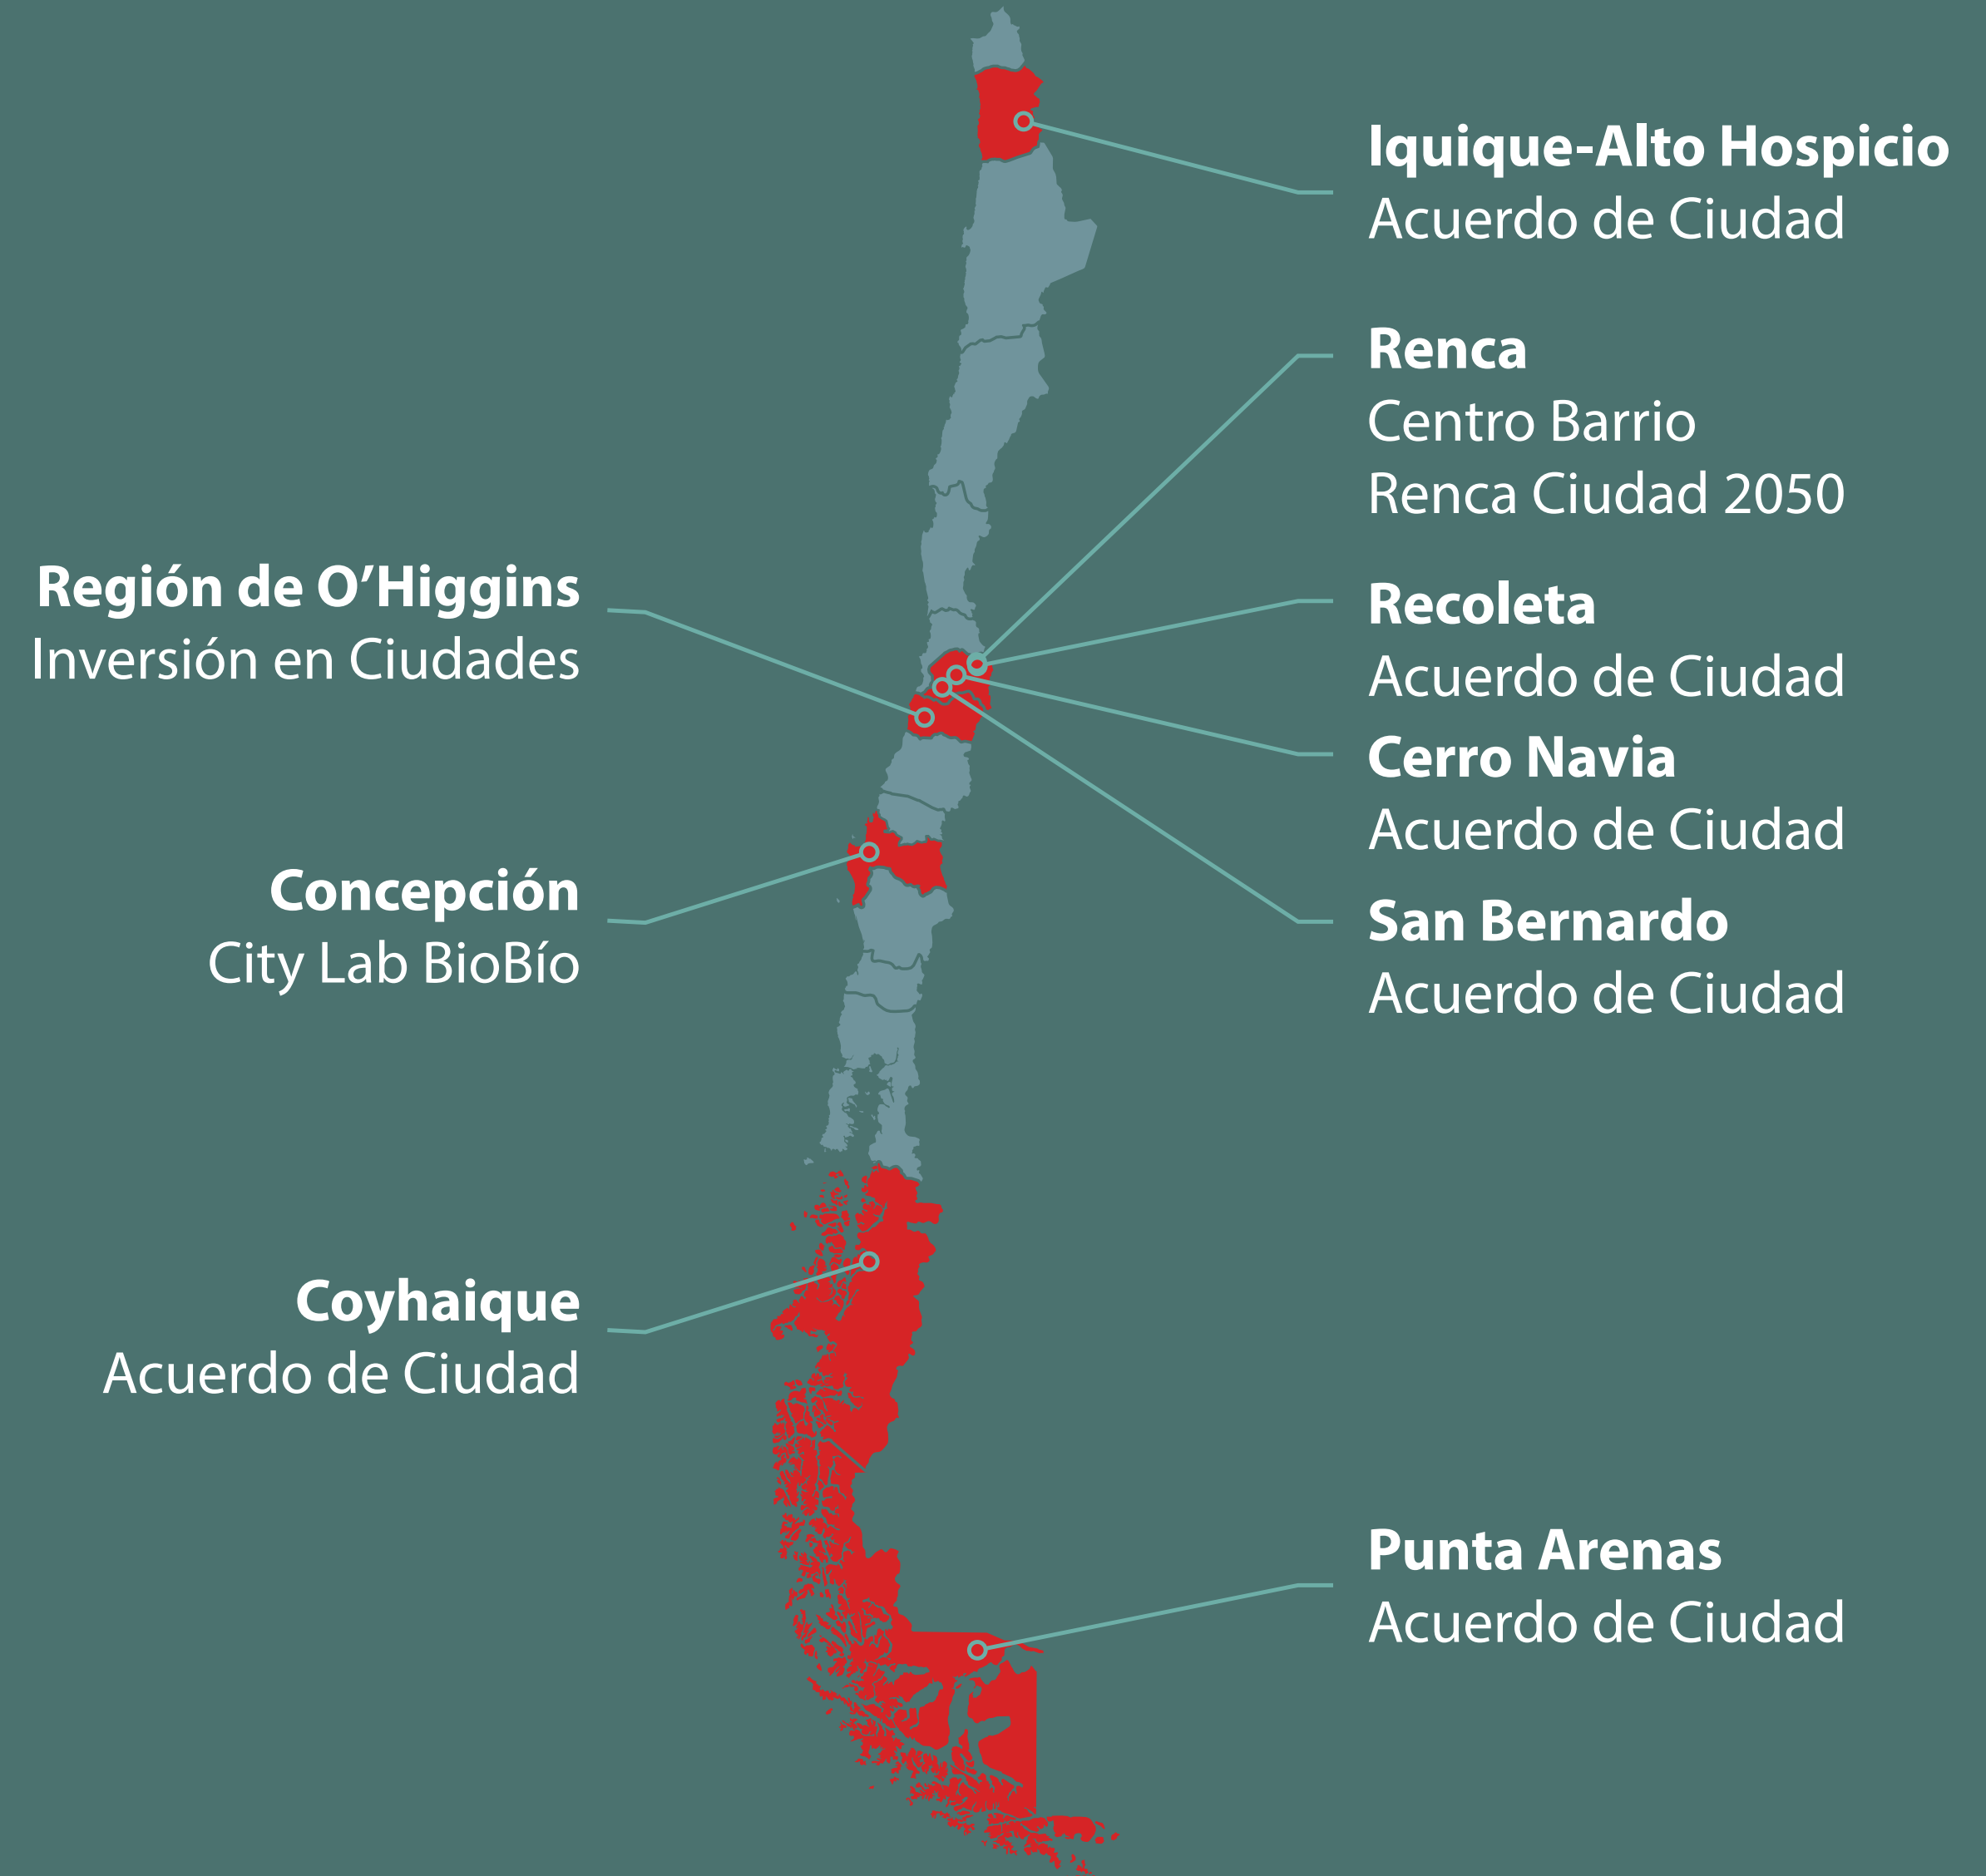 Iquique-Alto Hospicio
Acuerdo de Ciudad
Renca
Centro Barrio
Renca Ciudad 2050
Región de O’Higgins
Inversión en Ciudades
Recoleta
Acuerdo de Ciudad
Cerro Navia
Acuerdo de Ciudad
Concepción
City Lab BioBío
San Bernardo
Acuerdo de Ciudad
Coyhaique
Acuerdo de Ciudad
Punta Arenas
Acuerdo de Ciudad